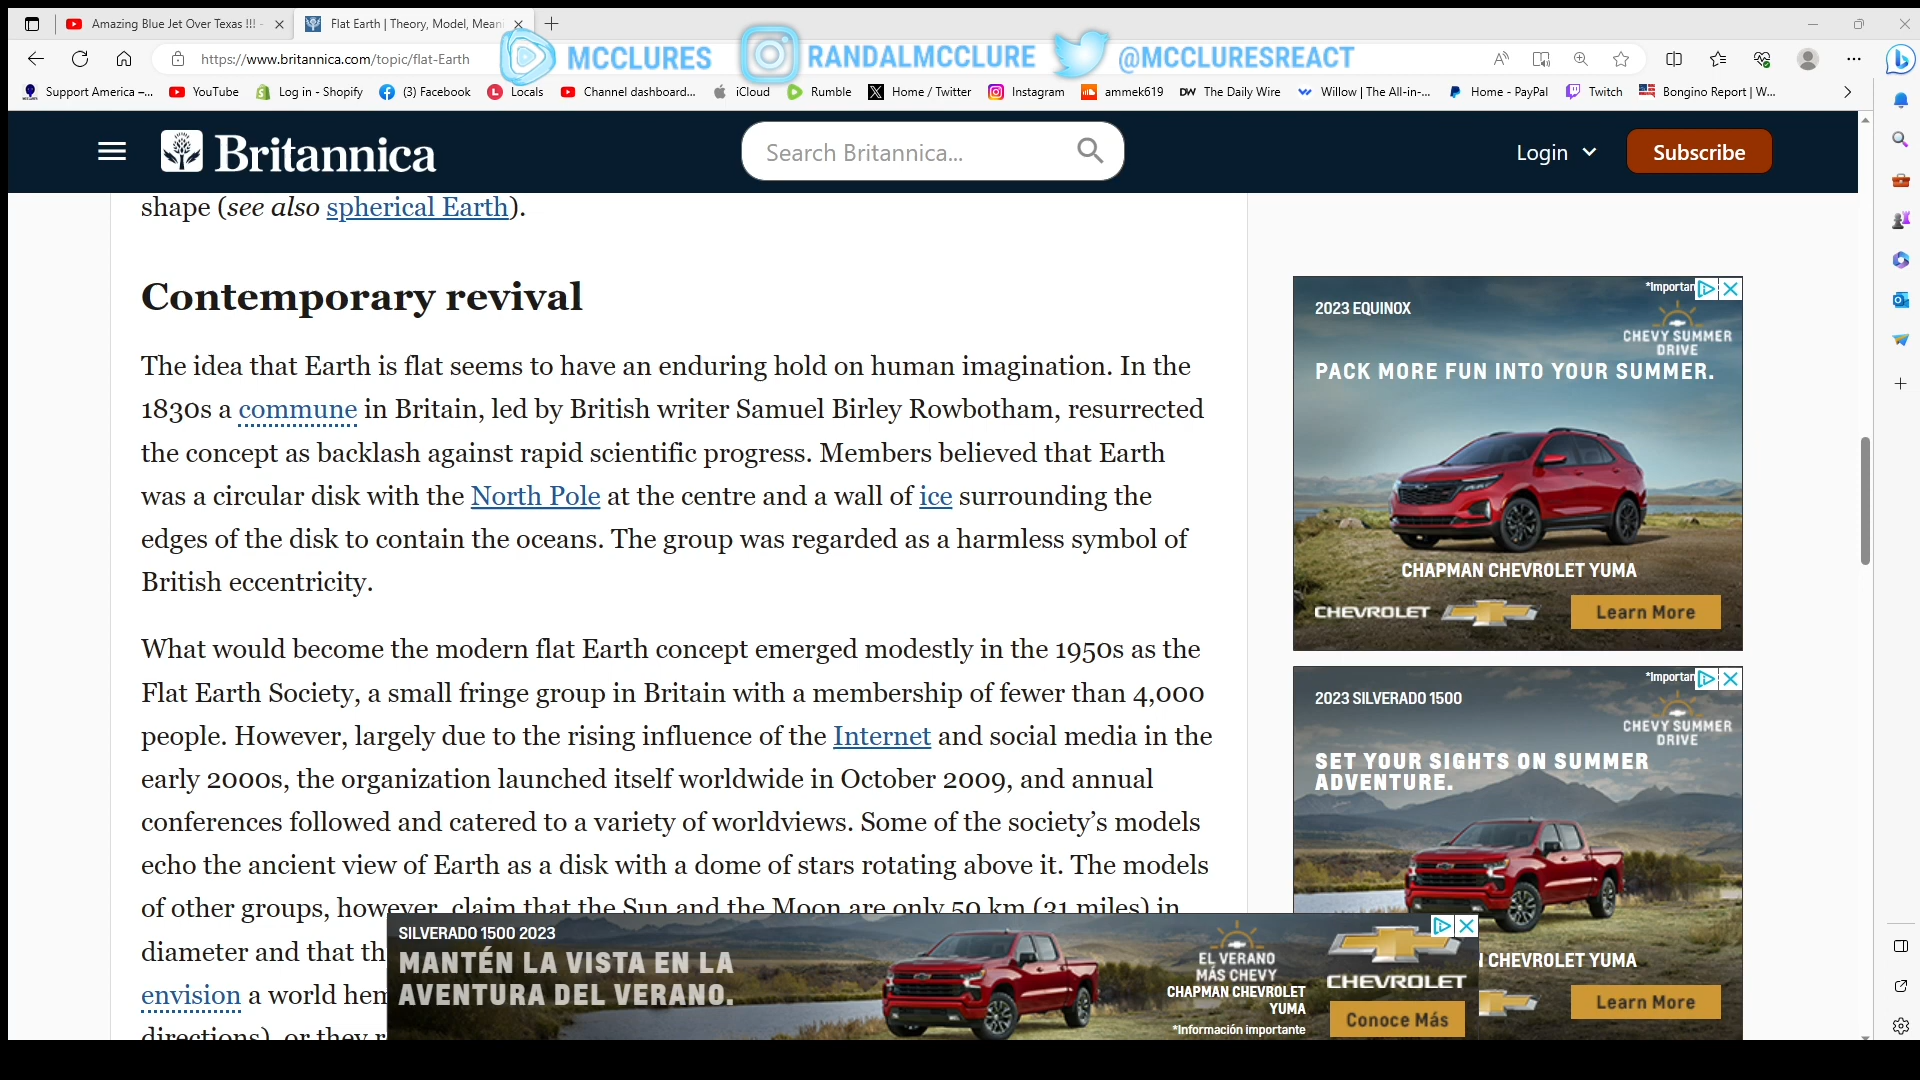 Amazing Blue Jet Over Texas !!! -
Flat Earth | Theory, Model, Mean
https://www.britannica.com/topic/flat-Earth
MCCLURES
RANDALMCCLURE
@MCCLURESREACT
Support America –...
YouTube
Log in - Shopify
(3) Facebook
Locals
Channel dashboard...
iCloud
Rumble
Home / Twitter
Instagram
ammek619
DW The Daily Wire
Willow | The All-in-...
Home - PayPal
Twitch
Bongino Report | W...
Britannica
Search Britannica...
Login
Subscribe
shape (see also spherical Earth).
Contemporary revival
The idea that Earth is flat seems to have an enduring hold on human imagination. In the
1830s a commune in Britain, led by British writer Samuel Birley Rowbotham, resurrected
the concept as backlash against rapid scientific progress. Members believed that Earth
was a circular disk with the North Pole at the centre and a wall of ice surrounding the
edges of the disk to contain the oceans. The group was regarded as a harmless symbol of
British eccentricity.
What would become the modern flat Earth concept emerged modestly in the 1950s as the
Flat Earth Society, a small fringe group in Britain with a membership of fewer than 4,000
people. However, largely due to the rising influence of the Internet and social media in the
early 2000s, the organization launched itself worldwide in October 2009, and annual
conferences followed and catered to a variety of worldviews. Some of the society's models
echo the ancient view of Earth as a disk with a dome of stars rotating above it. The models
of other groups, however, claim that the Sun and the Moon are only 50 km (31 miles) in
diameter and that th
envision a world hem
directions), or they r
*Importan
2023 EQUINOX
CHEVY SUMMER
DRIVE
PACK MORE FUN INTO YOUR SUMMER.
CHAPMAN CHEVROLET YUMA
CHEVROLET
Learn More
*Importan
2023 SILVERADO 1500
CHEVY SUMMER
DRIVE
SET YOUR SIGHTS ON SUMMER
ADVENTURE.
CHEVROLET YUMA
Learn More
SILVERADO 1500 2023
MANTÉN LA VISTA EN LA
AVENTURA DEL VERANO.
EL VERANO
MÁS CHEVY
CHAPMAN CHEVROLET
YUMA
*Información importante
CHEVROLET
Conoce Más